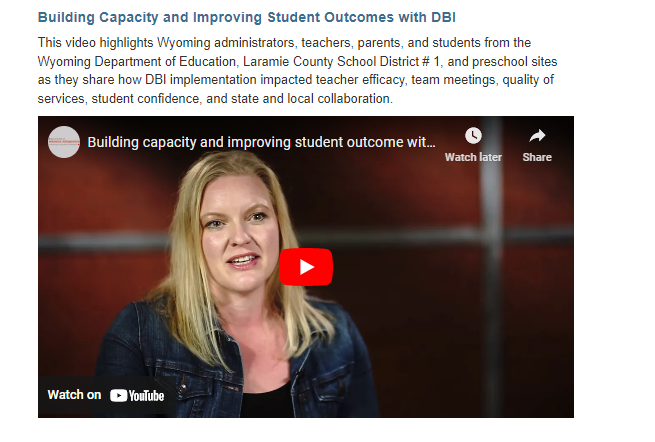 Building Capacity and Improving Student Outcomes with DBI
This video highlights Wyoming administrators, teachers, parents, and students from the
Wyoming Department of Education, Laramie County School District # 1, and preschool sites
as they share how DBI implementation impacted teacher efficacy, team meetings, quality of
services, student confidence, and state and local collaboration.
Building capacity and improving student outcome wit...
Watch later
Share
Watch on YouTube